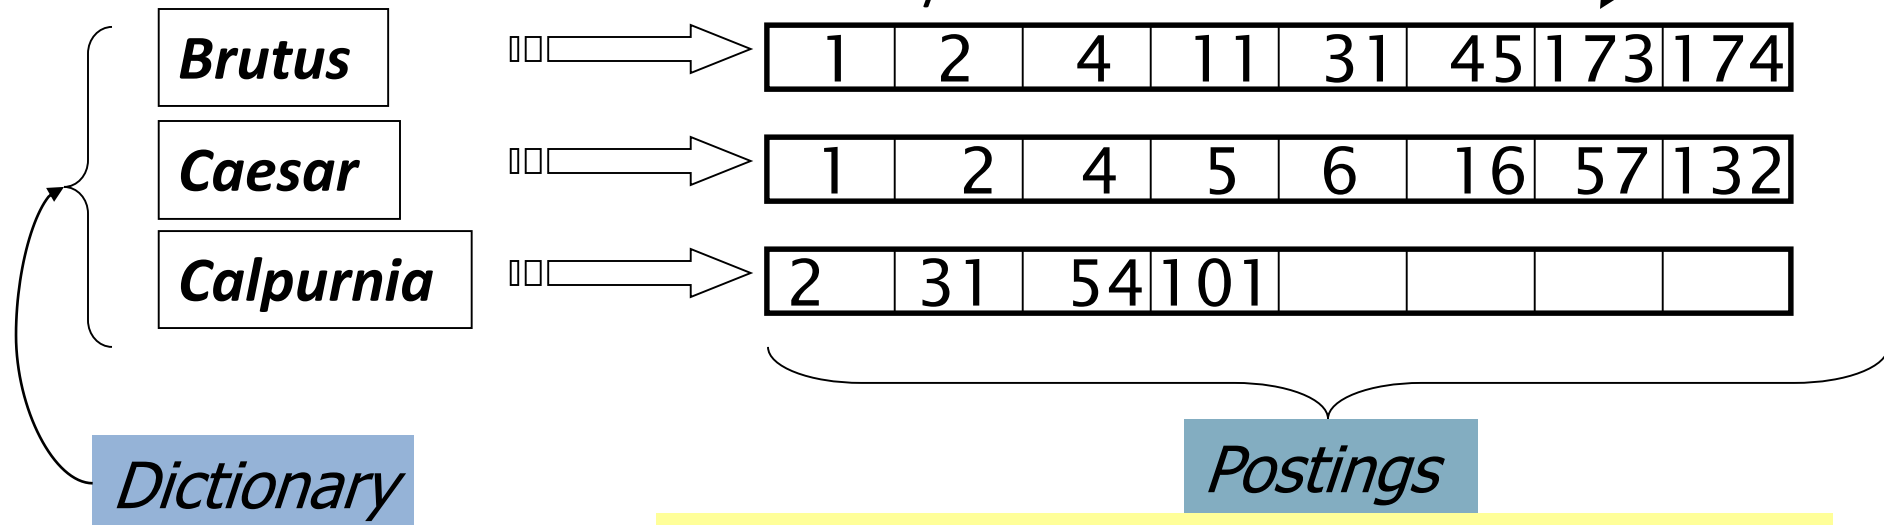 Brutus 1 2 4 11 31 45 173 174
Caesar 1 2 4 5 6 16 57 132
Calpurnia 2 31 54 101
Dictionary Postings